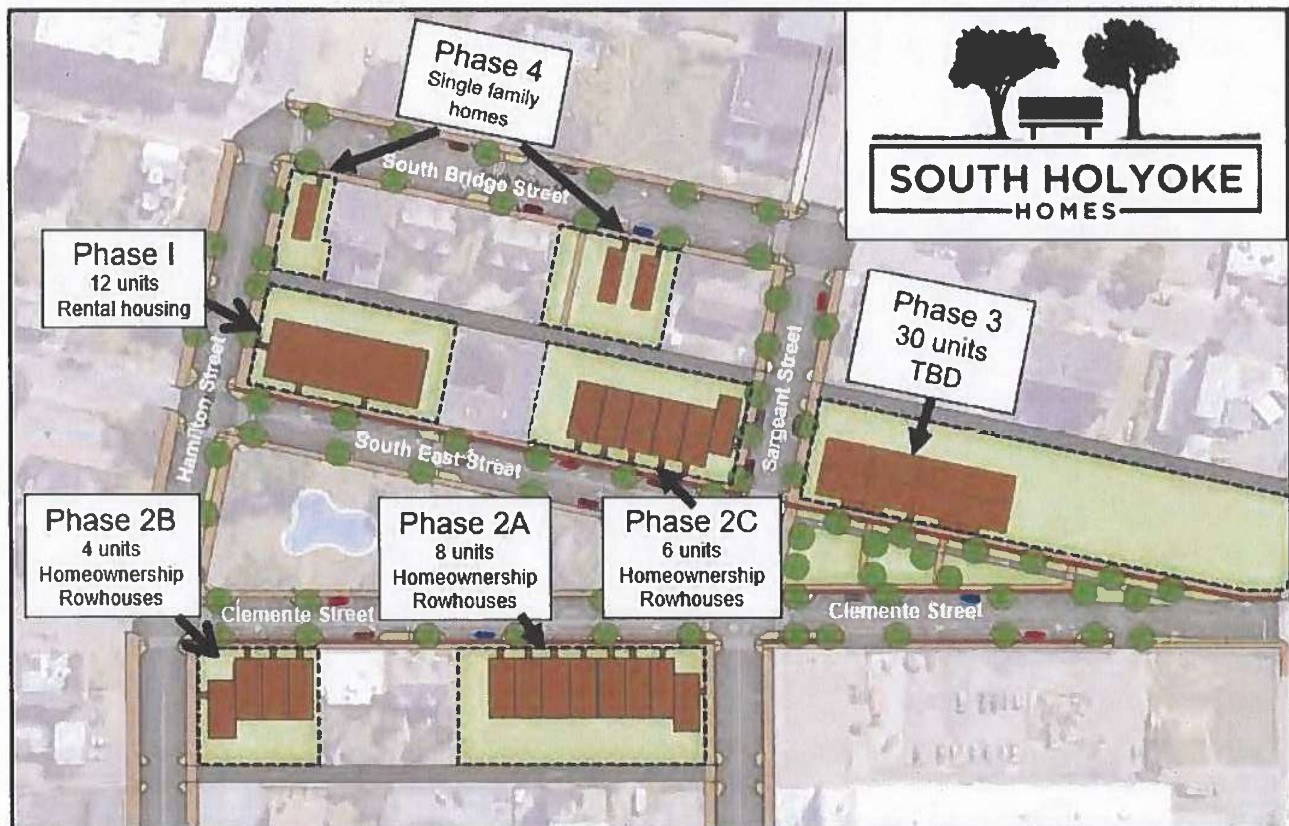 SOUTH HOLYOKE
HOMES
Phase 4
Single family
homes
South Bridge Street
Phase I
12 units
Rental housing
Hamilton Street
Sargeant Street
Phase 3
30 units
TBD
South East Street
Phase 2B
4 units
Homeownership
Rowhouses
Phase 2A
8 units
Homeownership
Rowhouses
Phase 2C
6 units
Homeownership
Rowhouses
Clemente Street
Clemente Street